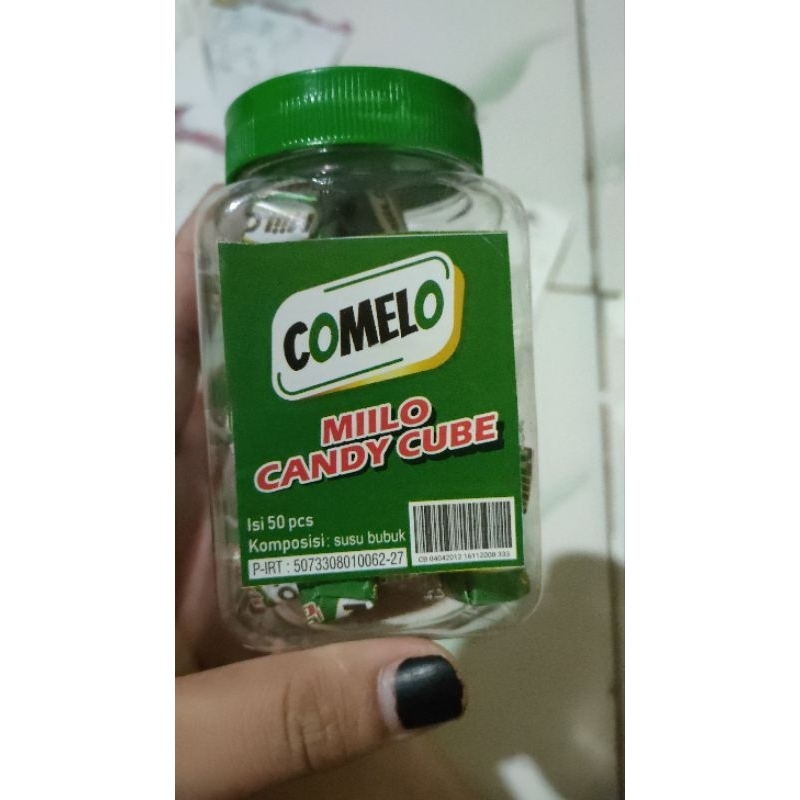 COMELO
MIILO
CANDY CUBE
Isi 50 pcs
Komposisi: susu bubuk
P-IRT : 5073308010062-27